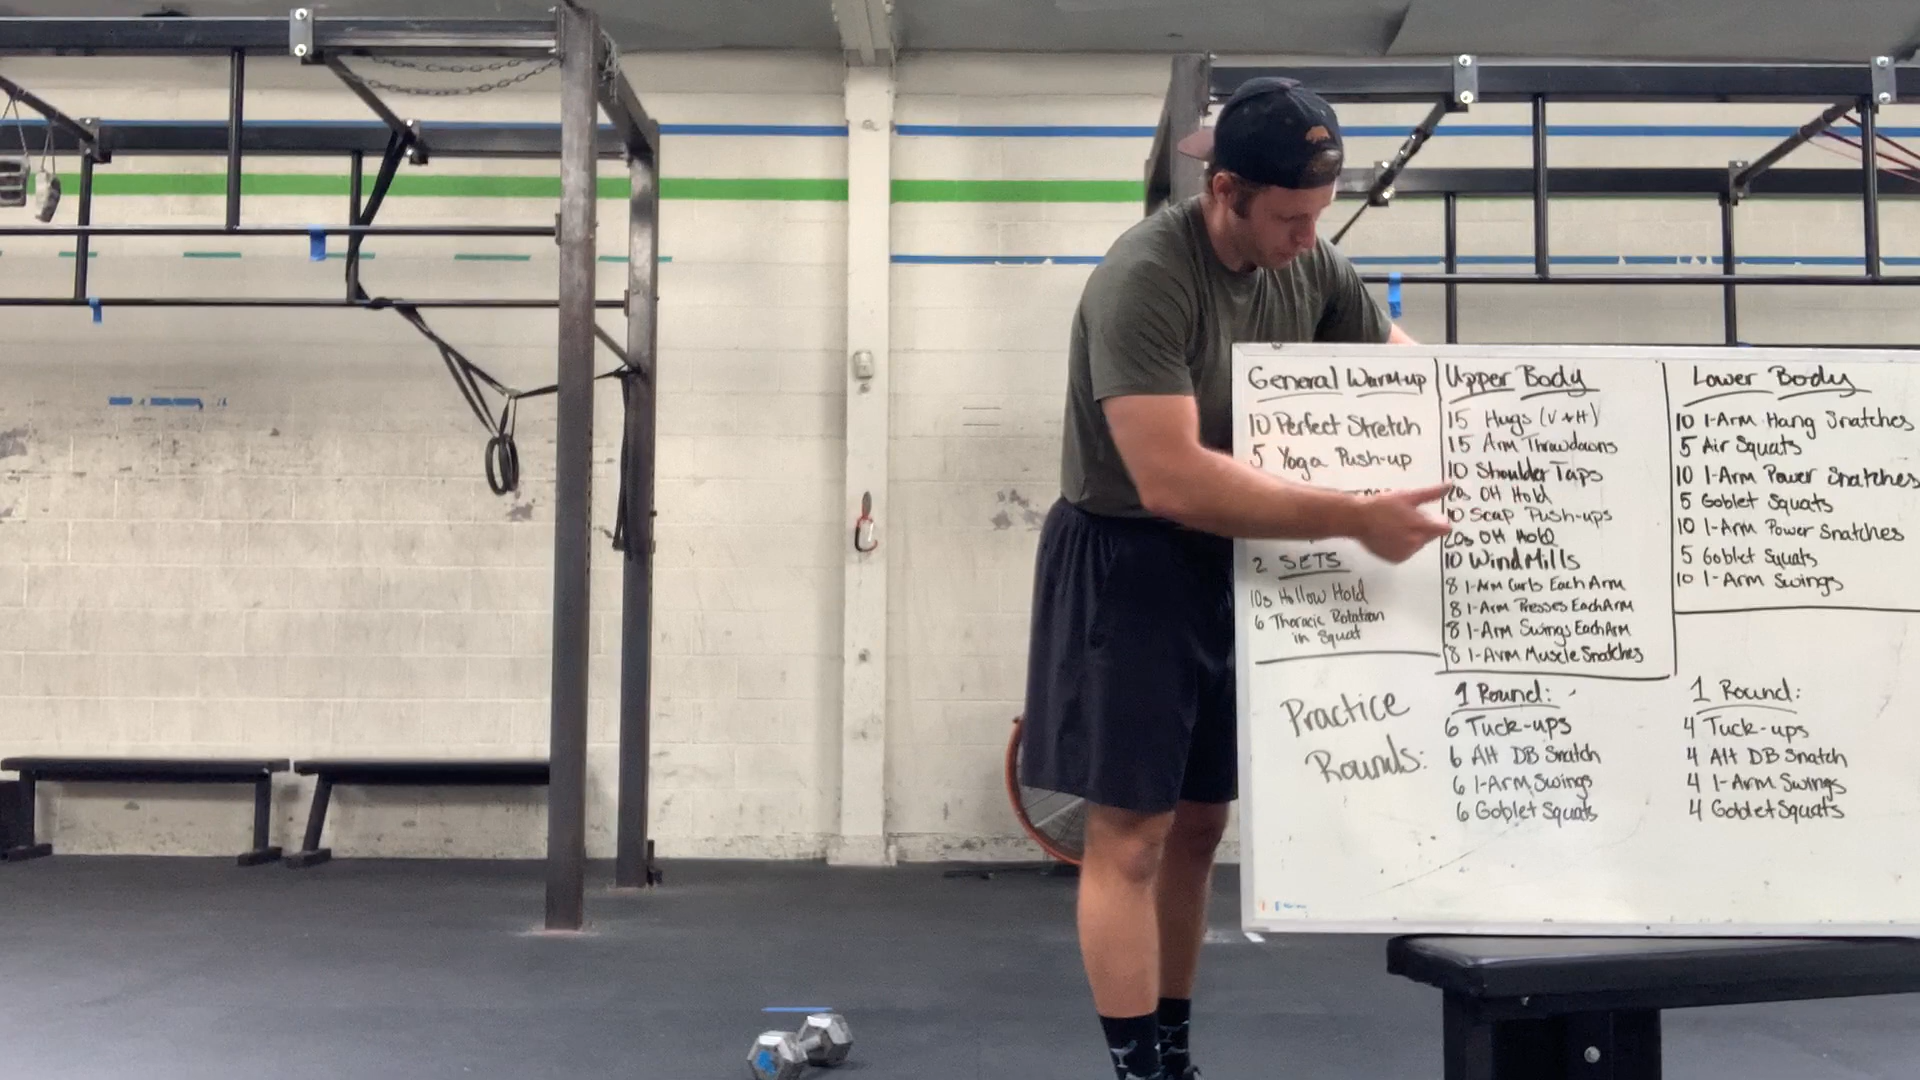 General Warm-up
10 Perfect Stretch
5 Yoga Push-up
2 SETS
10s Hollow Hold
6 Thoracic Rotation
in Squat
Upper Body
15 Hugs (V + H)
15 Arm Throwdowns
10 Shoulder Taps
20s OH Hold
10 Scap Push-ups
20s OH Hold
10 WindMills
8 1-Arm Curls Each Arm
8 1-Arm Presses Each Arm
8 1-Arm Swings Each Arm
8 1-Arm Muscle Snatches
Lower Body
10 1-Arm Hang Snatches
5 Air Squats
10 1-Arm Power Snatches
5 Goblet Squats
10 1-Arm Power Snatches
5 Goblet Squats
10 1-Arm Swings
Practice
Rounds:
1 Round:
6 Tuck-ups
6 Alt DB Snatch
6 1-Arm Swings
6 Goblet Squats
1 Round:
4 Tuck-ups
4 Alt DB Snatch
4 1-Arm Swings
4 Goblet Squats